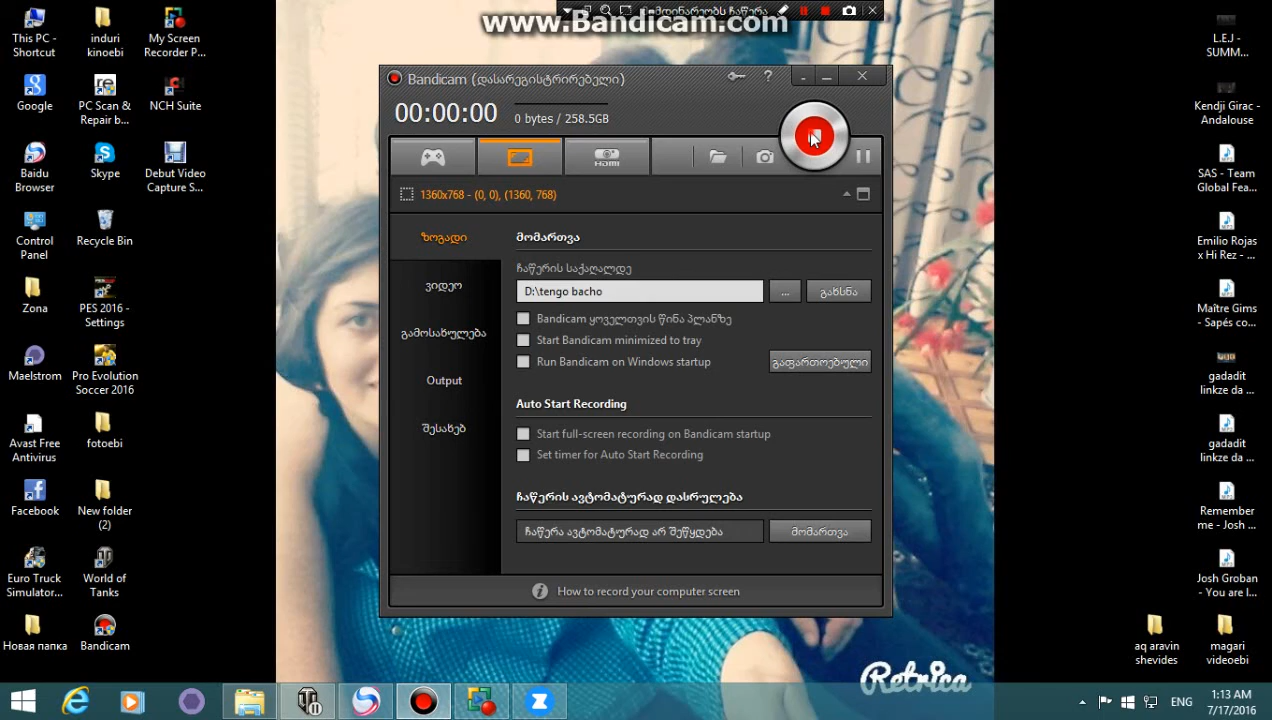 www.Bandicam.com
მიმდინარეობს ჩაწერა
This PC - Shortcut
induri kinoebi
My Screen Recorder P...
Google
PC Scan & Repair b...
NCH Suite
Baidu Browser
Skype
Debut Video Capture S...
Control Panel
Recycle Bin
Zona
PES 2016 - Settings
Maelstrom
Pro Evolution Soccer 2016
Avast Free Antivirus
fotoebi
Facebook
New folder (2)
Euro Truck Simulator...
World of Tanks
Новая папка
Bandicam
Bandicam (დასარეგისტრირებელი)
00:00:00
0 bytes / 258.5GB
HDMI
1360x768 - (0, 0), (1360, 768)
ზოგადი
ვიდეო
გამოსახულება
Output
შესახებ
მომართვა
ჩაწერის საქაღალდე
D:\tengo bacho
...
გახსნა
Bandicam ყოველთვის წინა პლანზე
Start Bandicam minimized to tray
Run Bandicam on Windows startup
გაფართოებული
Auto Start Recording
Start full-screen recording on Bandicam startup
Set timer for Auto Start Recording
ჩაწერის ავტომატურად დასრულება
ჩაწერა ავტომატურად არ შეწყდება
მომართვა
How to record your computer screen
L.EJ - SUMM...
Kendji Girac - Andalouse
SAS - Team Global Fea...
Emilio Rojas x Hi Rez - ...
Maître Gims - Sapés co...
gadadit linkze da ...
gadadit linkze da ...
Remember me - Josh ...
Josh Groban - You are l...
aq aravin shevides
magari videoebi
Retrica
ENG
1:13 AM
7/17/2016